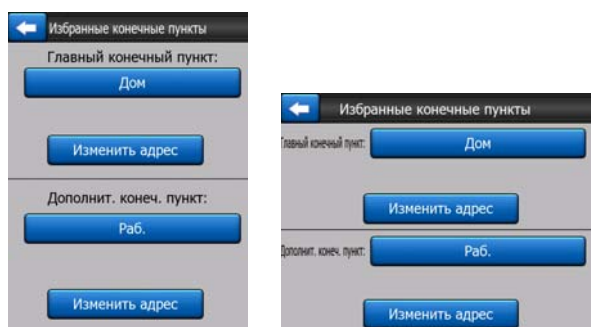 Избранные конечные пункты
Главный конечный пункт:
Дом
Изменить адрес
Дополнит. конеч. пункт:
Раб.
Изменить адрес
Избранные конечные пункты
Главный конечный пункт:
Дом
Изменить адрес
Дополнит. конеч. пункт:
Раб.
Изменить адрес